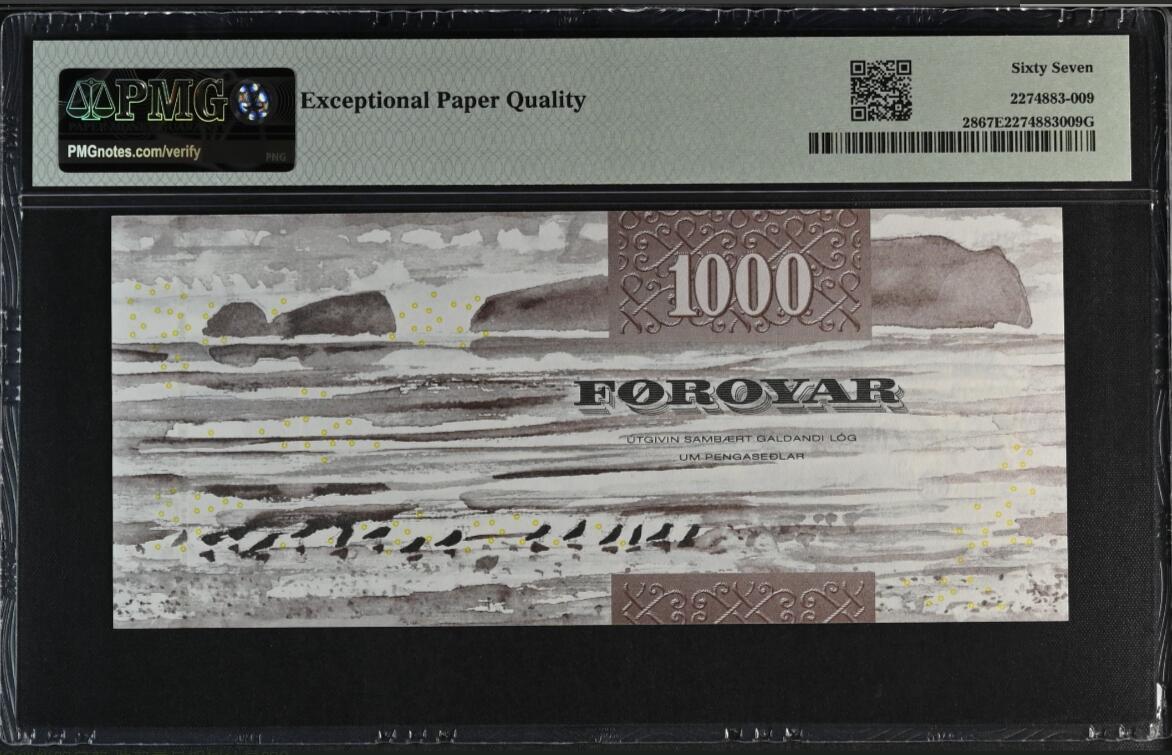 PMG
PMGnotes.com/verify
PNG
Exceptional Paper Quality
Sixty Seven
2274883-009
2867E2274883009G
1000
FØROYAR
ÚTGIVIN SAMBÆRT GALDANDI LÓG
UM PENGASEÐLAR